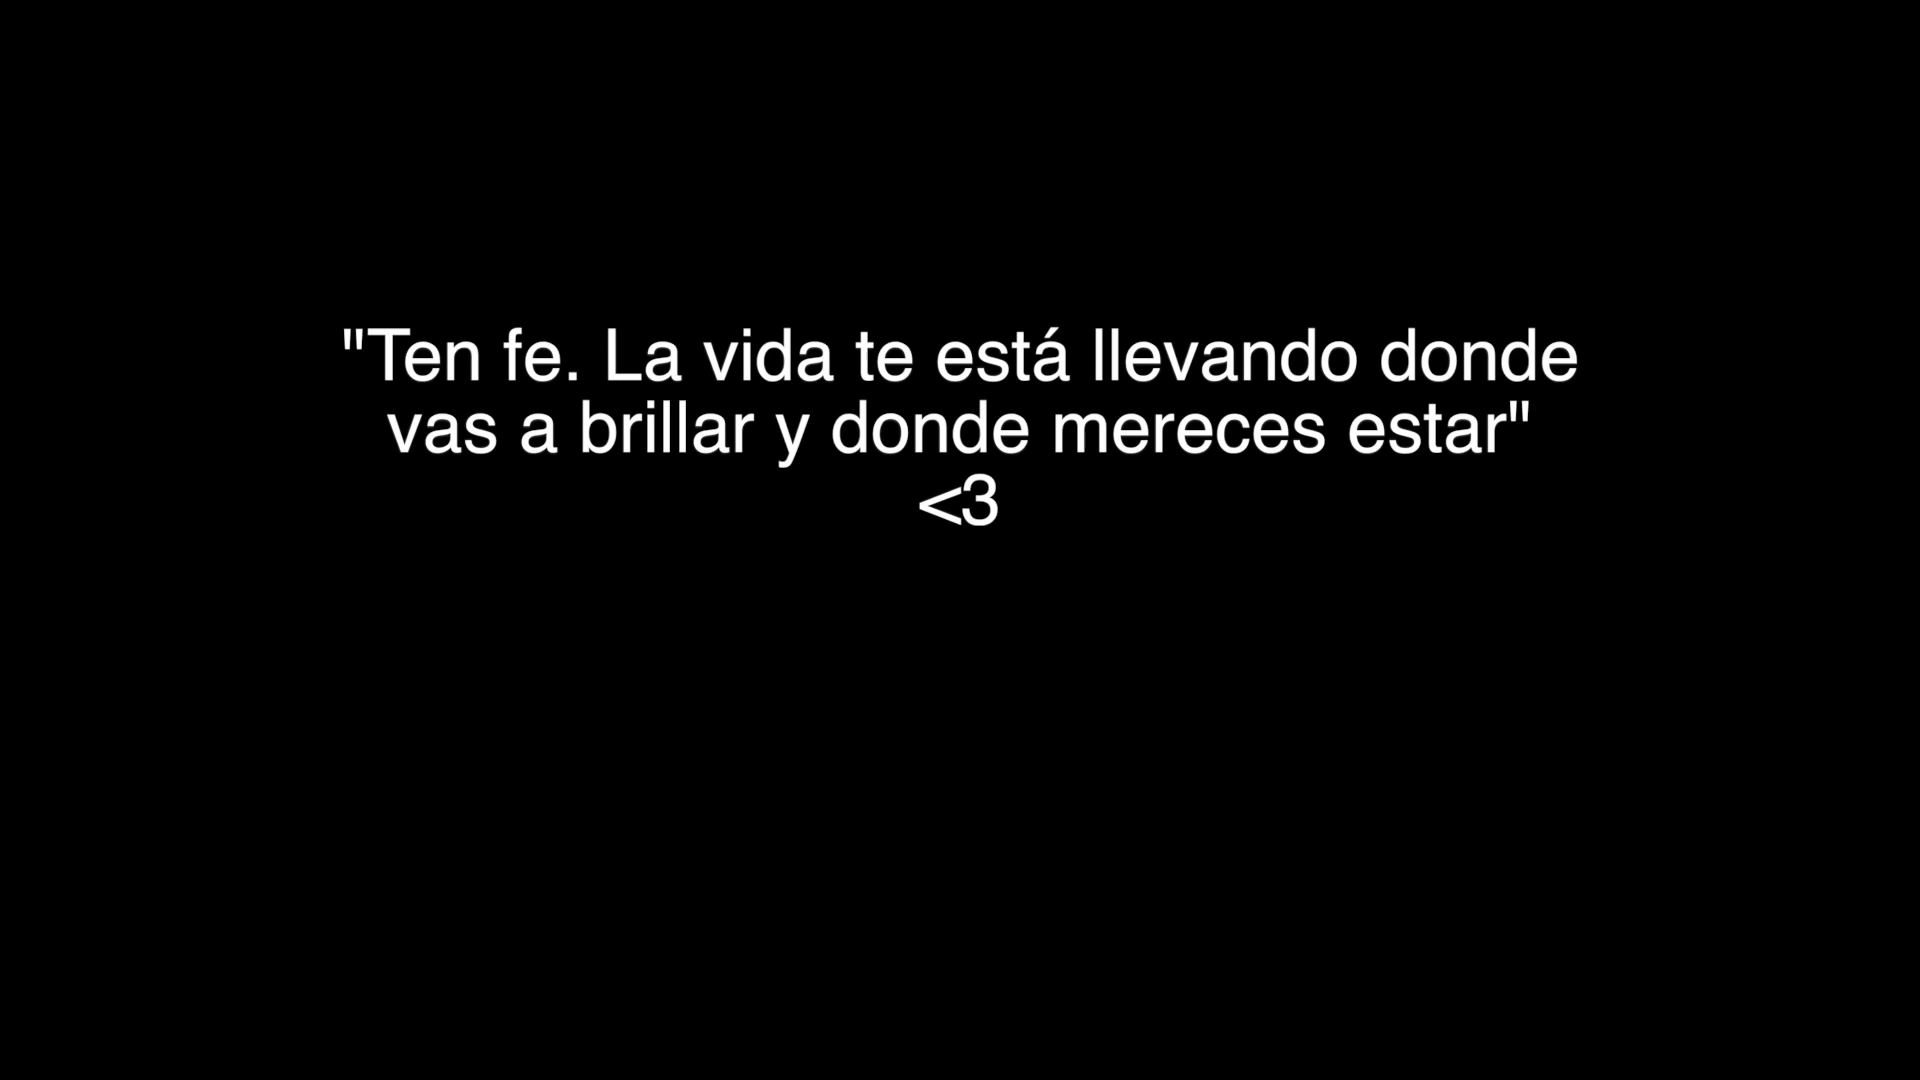 "Ten fe. La vida te está llevando donde
vas a brillar y donde mereces estar"
<3